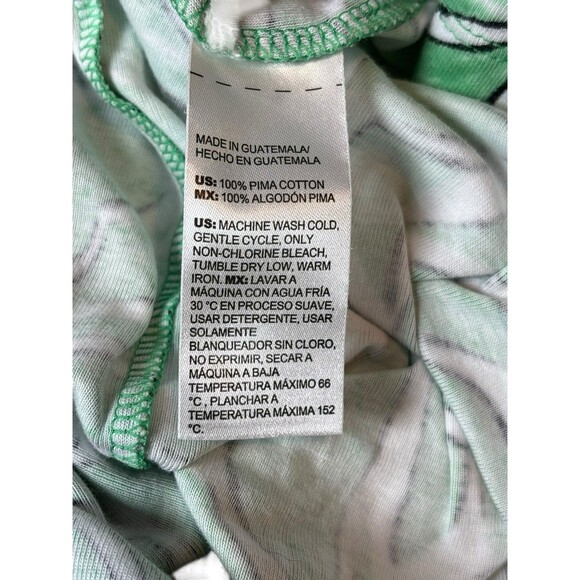 MADE IN GUATEMALA/
HECHO EN GUATEMALA
US: 100% PIMA COTTON
MX: 100% ALGODÓN PIMA
US: MACHINE WASH COLD,
GENTLE CYCLE, ONLY
NON-CHLORINE BLEACH,
TUMBLE DRY LOW, WARM
IRON. MX: LAVAR A
MÁQUINA CON AGUA FRÍA
30 °C EN PROCESO SUAVE,
USAR DETERGENTE, USAR
SOLAMENTE
BLANQUEADOR SIN CLORO,
NO EXPRIMIR, SECAR A
MÁQUINA A BAJA
TEMPERATURA MÁXIMO 66
°C , PLANCHAR A
TEMPERATURA MÁXIMA 152
°C.